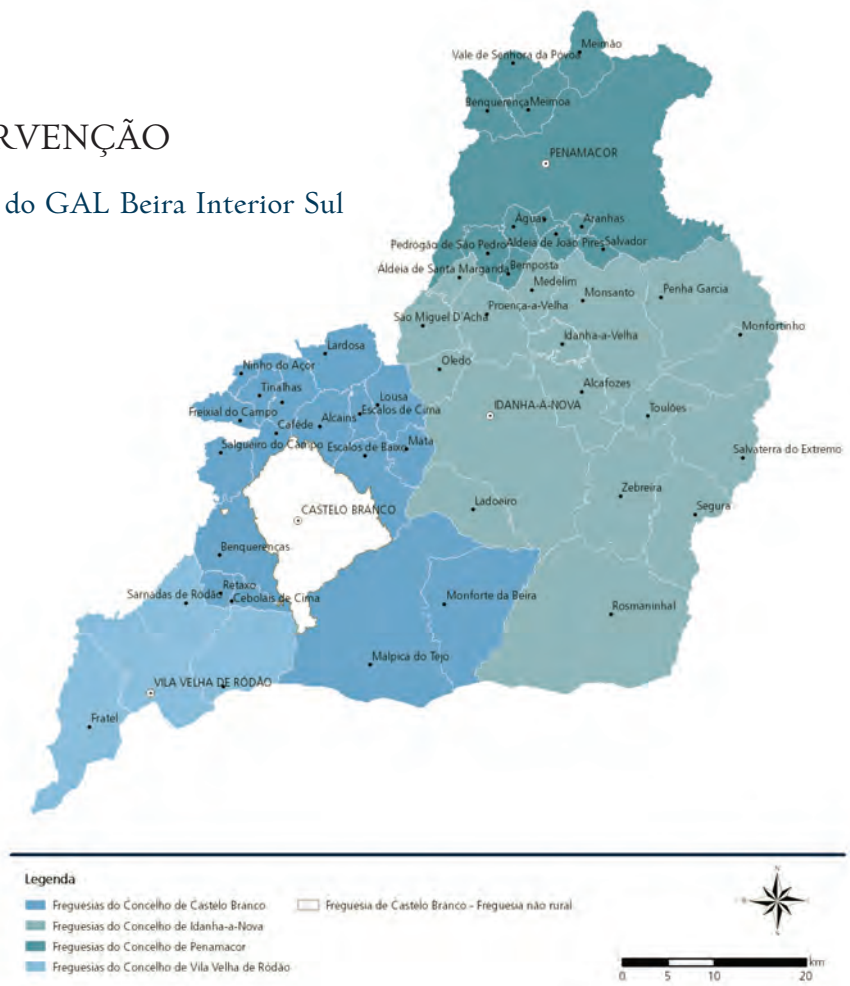 RVENÇÃO
do GAL Beira Interior Sul
Meimão
Vale de Senhora da Póvoa
Benquerença
Meimoa
PENAMACOR
Águas
Aranhas
Pedrogão de São Pedro
Aldeia de João Pires
Salvador
Aldeia de Santa Margarida
Bemposta
Medelim
Monsanto
Penha Garcia
Proença-a-Velha
São Miguel D'Acha
Monfortinho
Idanha-a-Velha
Lardosa
Oledo
Ninho do Açor
Tinalhas
Lousa
Alcafozes
Freixial do Campo
Escalos de Cima
IDANHA-A-NOVA
Toulões
Caféde
Alcains
Salgueiro do Campo
Escalos de Baixo
Mata
Salvaterra do Extremo
Zebreira
Ladoeiro
Segura
CASTELO BRANCO
Benquerenças
Retaxo
Sarnadas de Ródão
Cebolais de Cima
Monforte da Beira
Rosmaninhal
Malpica do Tejo
VILA VELHA DE RÓDÃO
Fratel
Legenda
Freguesias do Concelho de Castelo Branco
Freguesia de Castelo Branco - Freguesia não rural
Freguesias do Concelho de Idanha-a-Nova
Freguesias do Concelho de Penamacor
Freguesias do Concelho de Vila Velha de Ródão
km
0 5 10 20